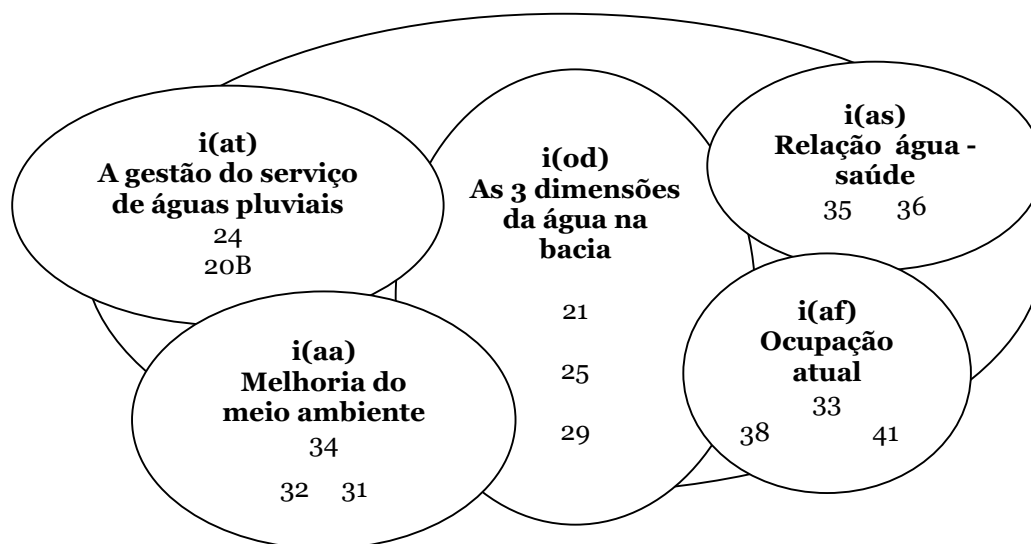 i(at)
A gestão do serviço
de águas pluviais
24
20B
i(od)
As 3 dimensões
da água na
bacia
21
25
29
i(as)
Relação água -
saúde
35 36
i(aa)
Melhoria do
meio ambiente
34
32 31
i(af)
Ocupação
atual
33
38 41